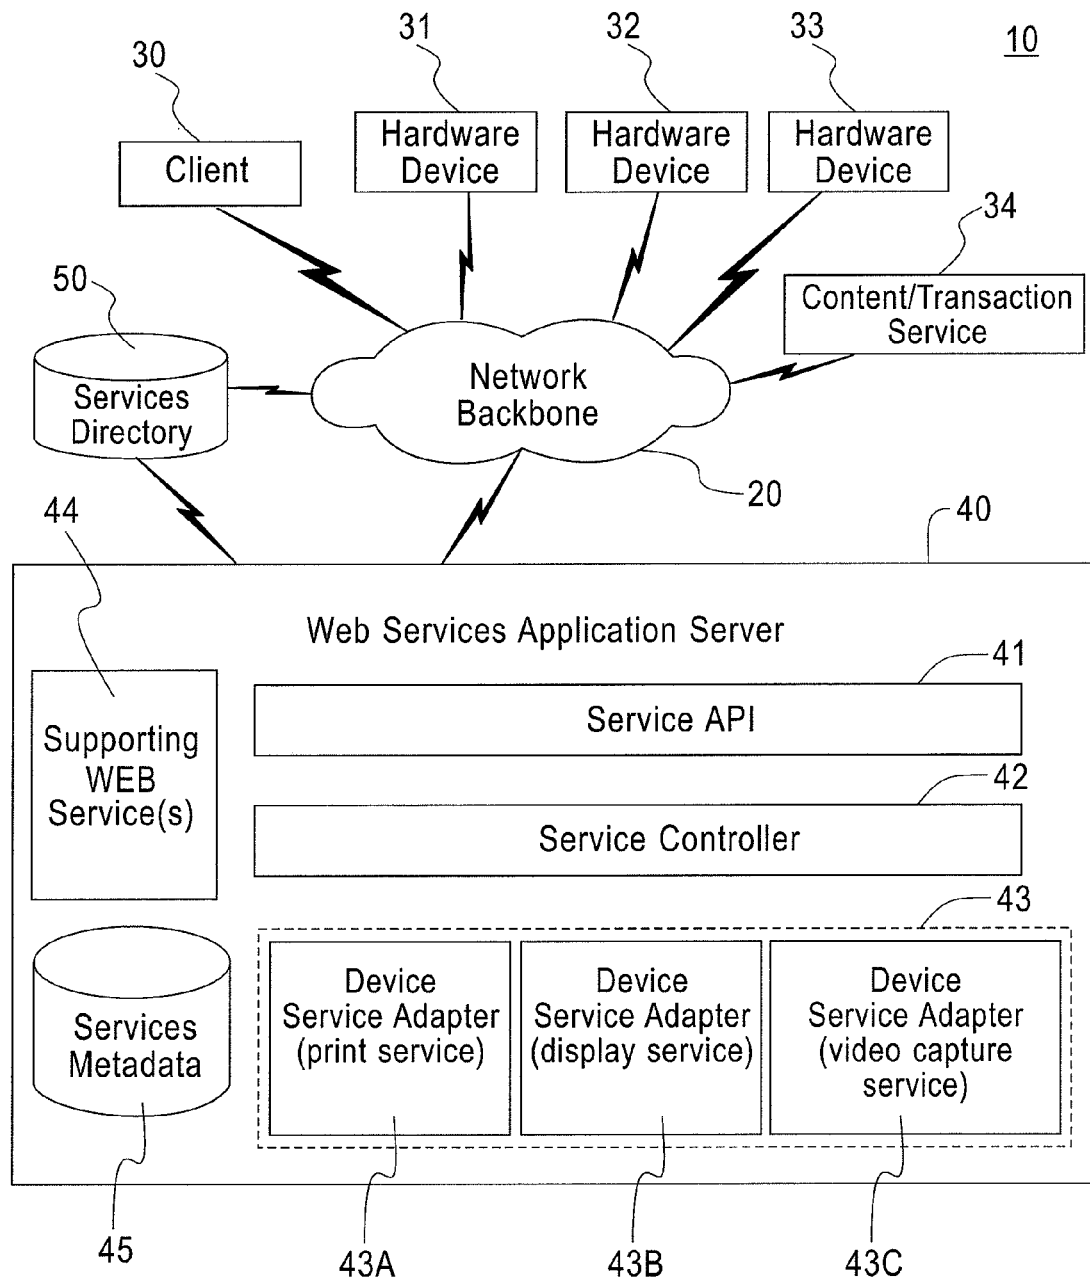 10
30
31
32
33
Client
Hardware
Device
Hardware
Device
Hardware
Device
34
Content/Transaction
Service
50
Services
Directory
Network
Backbone
20
40
44
Web Services Application Server
41
Service API
Supporting
WEB
Service(s)
42
Service Controller
43
Services
Metadata
Device
Service Adapter
(print service)
Device
Service Adapter
(display service)
Device
Service Adapter
(video capture
service)
45
43A
43B
43C